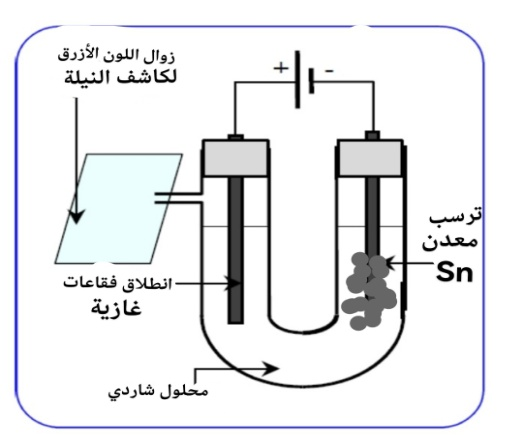 زوال اللون الأزرق
لكاشف النيلة
+ -
ترسب
معدن
Sn
انطلاق فقاعات
غازية
محلول شاردي